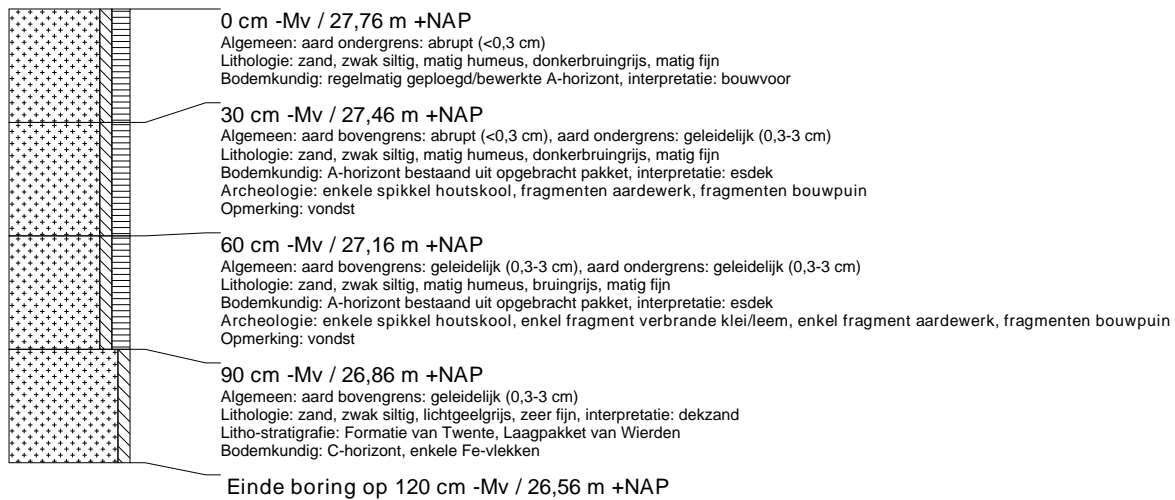 0 cm -Mv / 27,76 m +NAP
Algemeen: aard ondergrens: abrupt (<0,3 cm)
Lithologie: zand, zwak siltig, matig humeus, donkerbruingrijs, matig fijn
Bodemkundig: regelmatig geploegd/bewerkte A-horizont, interpretatie: bouwvoor
30 cm -Mv / 27,46 m +NAP
Algemeen: aard bovengrens: abrupt (<0,3 cm), aard ondergrens: geleidelijk (0,3-3 cm)
Lithologie: zand, zwak siltig, matig humeus, donkerbruingrijs, matig fijn
Bodemkundig: A-horizont bestaand uit opgebracht pakket, interpretatie: esdek
Archeologie: enkele spikkel houtskool, fragmenten aardewerk, fragmenten bouwpuin
Opmerking: vondst
60 cm -Mv / 27,16 m +NAP
Algemeen: aard bovengrens: geleidelijk (0,3-3 cm), aard ondergrens: geleidelijk (0,3-3 cm)
Lithologie: zand, zwak siltig, matig humeus, bruingrijs, matig fijn
Bodemkundig: A-horizont bestaand uit opgebracht pakket, interpretatie: esdek
Archeologie: enkele spikkel houtskool, enkel fragment verbrande klei/leem, enkel fragment aardewerk, fragmenten bouwpuin
Opmerking: vondst
90 cm -Mv / 26,86 m +NAP
Algemeen: aard bovengrens: geleidelijk (0,3-3 cm)
Lithologie: zand, zwak siltig, lichtgeelgrijs, zeer fijn, interpretatie: dekzand
Litho-stratigrafie: Formatie van Twente, Laagpakket van Wierden
Bodemkundig: C-horizont, enkele Fe-vlekken
Einde boring op 120 cm -Mv / 26,56 m +NAP